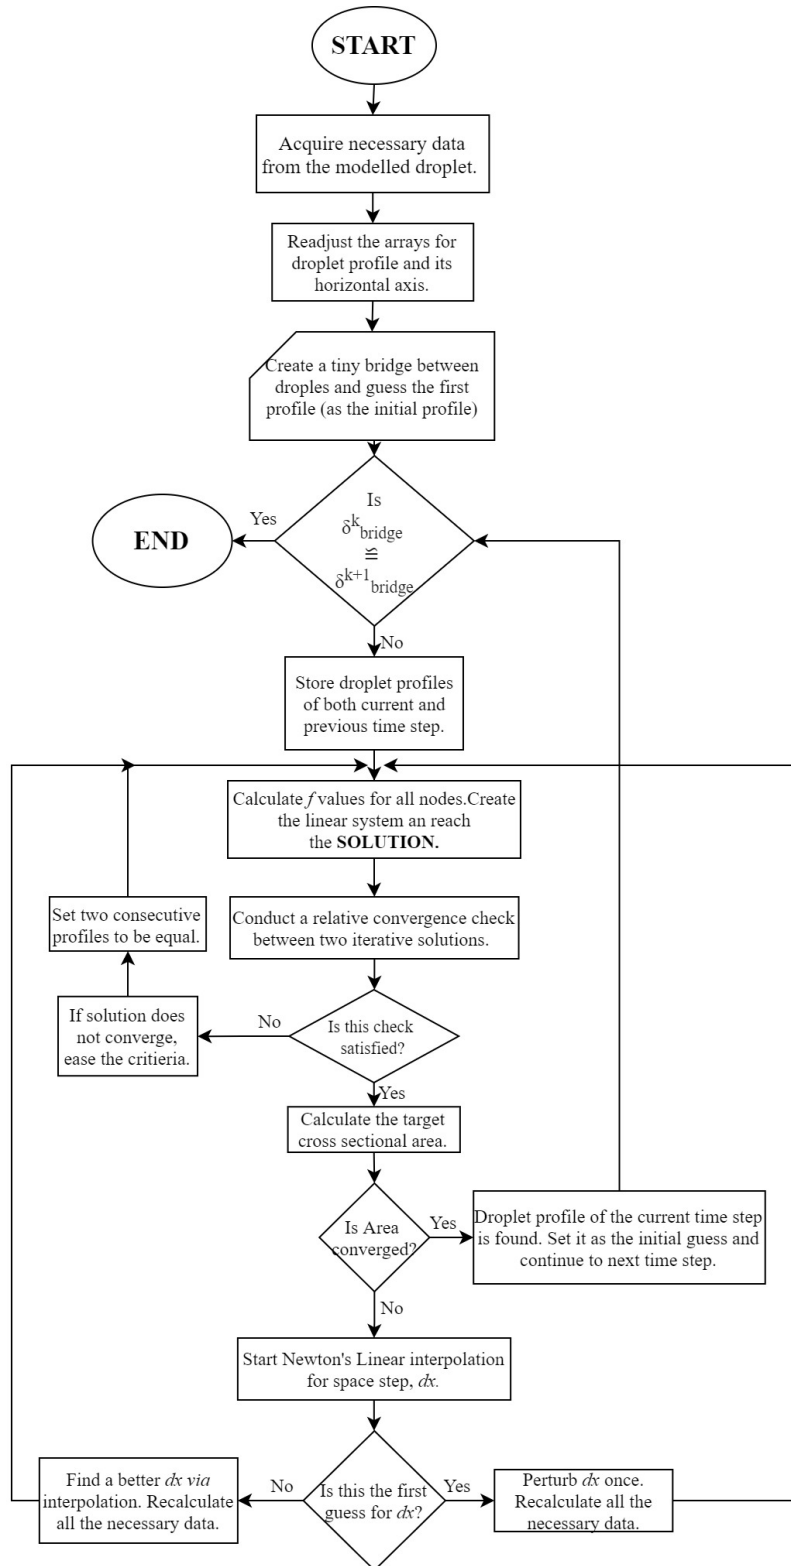 START
Acquire necessary data
from the modelled droplet.
Readjust the arrays for
droplet profile and its
horizontal axis.
Create a tiny bridge between
droples and guess the first
profile (as the initial profile)
Is
δᵏbridge
≌
δᵏ⁺¹bridge
Yes
END
No
Store droplet profiles
of both current and
previous time step.
Calculate f values for all nodes.Create
the linear system an reach
the SOLUTION.
Conduct a relative convergence check
between two iterative solutions.
Is this check
satisfied?
No
If solution does
not converge,
ease the critieria.
Set two consecutive
profiles to be equal.
Yes
Calculate the target
cross sectional area.
Is Area
converged?
Yes
Droplet profile of the current time step
is found. Set it as the initial guess and
continue to next time step.
No
Start Newton's Linear interpolation
for space step, dx.
Is this the first
guess for dx?
No
Find a better dx via
interpolation. Recalculate
all the necessary data.
Yes
Perturb dx once.
Recalculate all the
necessary data.